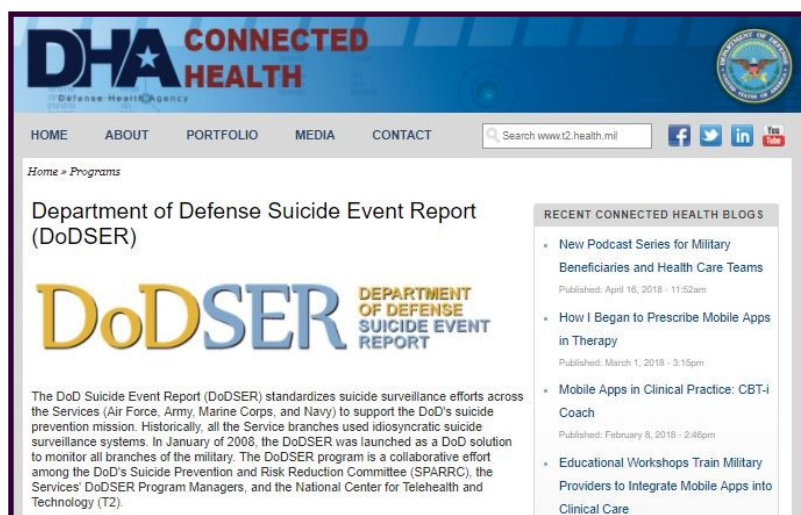 DHA CONNECTED
HEALTH
Defense Health Agency
HOME ABOUT PORTFOLIO MEDIA CONTACT Search www.t2.health.mil
Home » Programs
Department of Defense Suicide Event Report
(DoDSER)
DoDSER DEPARTMENT
OF DEFENSE
SUICIDE EVENT
REPORT
The DoD Suicide Event Report (DoDSER) standardizes suicide surveillance efforts across
the Services (Air Force, Army, Marine Corps, and Navy) to support the DoD's suicide
prevention mission. Historically, all the Service branches used idiosyncratic suicide
surveillance systems. In January of 2008, the DoDSER was launched as a DoD solution
to monitor all branches of the military. The DoDSER program is a collaborative effort
among the DoD's Suicide Prevention and Risk Reduction Committee (SPARRC), the
Services' DoDSER Program Managers, and the National Center for Telehealth and
Technology (T2).
RECENT CONNECTED HEALTH BLOGS
New Podcast Series for Military
Beneficiaries and Health Care Teams
Published: April 16, 2018 - 11:52am
How I Began to Prescribe Mobile Apps
in Therapy
Published: March 1, 2018 - 3:15pm
Mobile Apps in Clinical Practice: CBT-i
Coach
Published: February 8, 2018 - 2:46pm
Educational Workshops Train Military
Providers to Integrate Mobile Apps into
Clinical Care